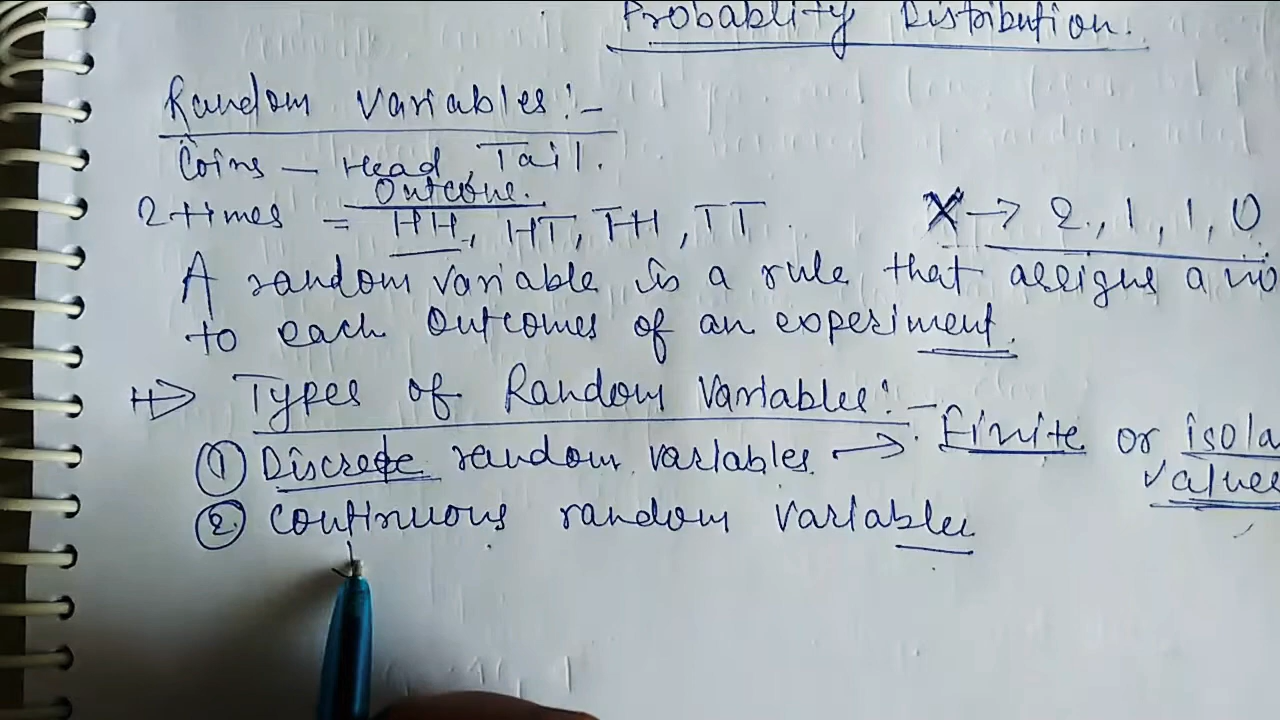 Probablity Distribution.
Random Variables:-
Coins - Head, Tail.
Outcome.
2 times = HH, HT, TH, TT.
X → 2, 1, 1, 0
A random variable is a rule that assigns a no
to each outcomes of an experiment.
Types of Random Variables:-
① Discrete random variables → Finite or isola
values
② Continuous random variable